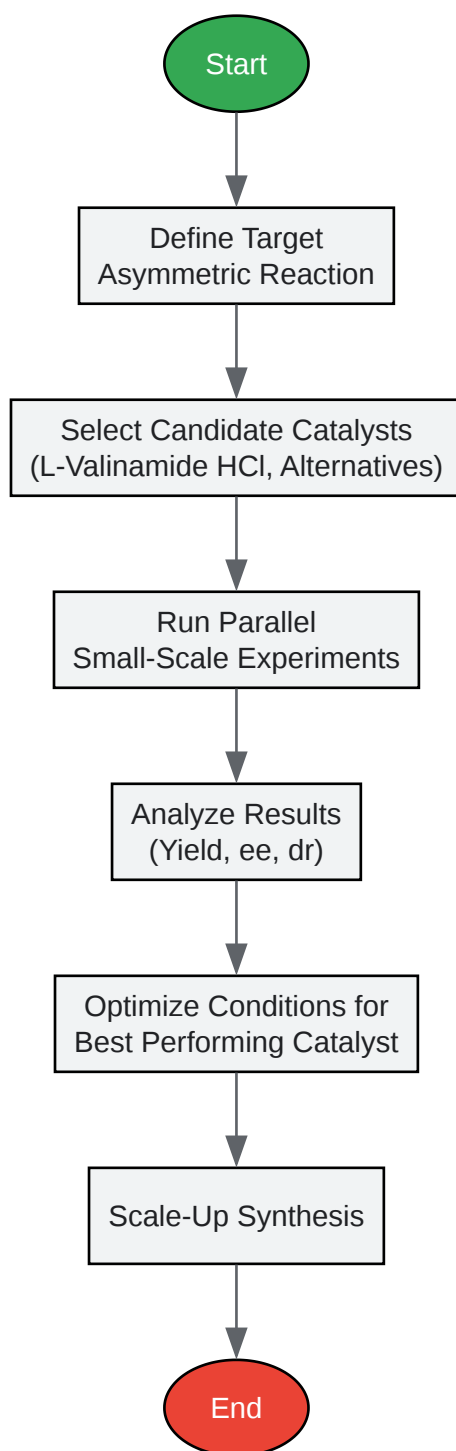 Start
Define Target
Asymmetric Reaction
Select Candidate Catalysts
(L-Valinamide HCl, Alternatives)
Run Parallel
Small-Scale Experiments
Analyze Results
(Yield, ee, dr)
Optimize Conditions for
Best Performing Catalyst
Scale-Up Synthesis
End